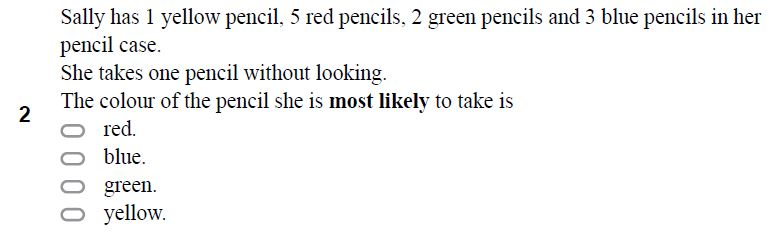 Sally has 1 yellow pencil, 5 red pencils, 2 green pencils and 3 blue pencils in her
pencil case.
She takes one pencil without looking.
2 The colour of the pencil she is most likely to take is
red.
blue.
green.
yellow.